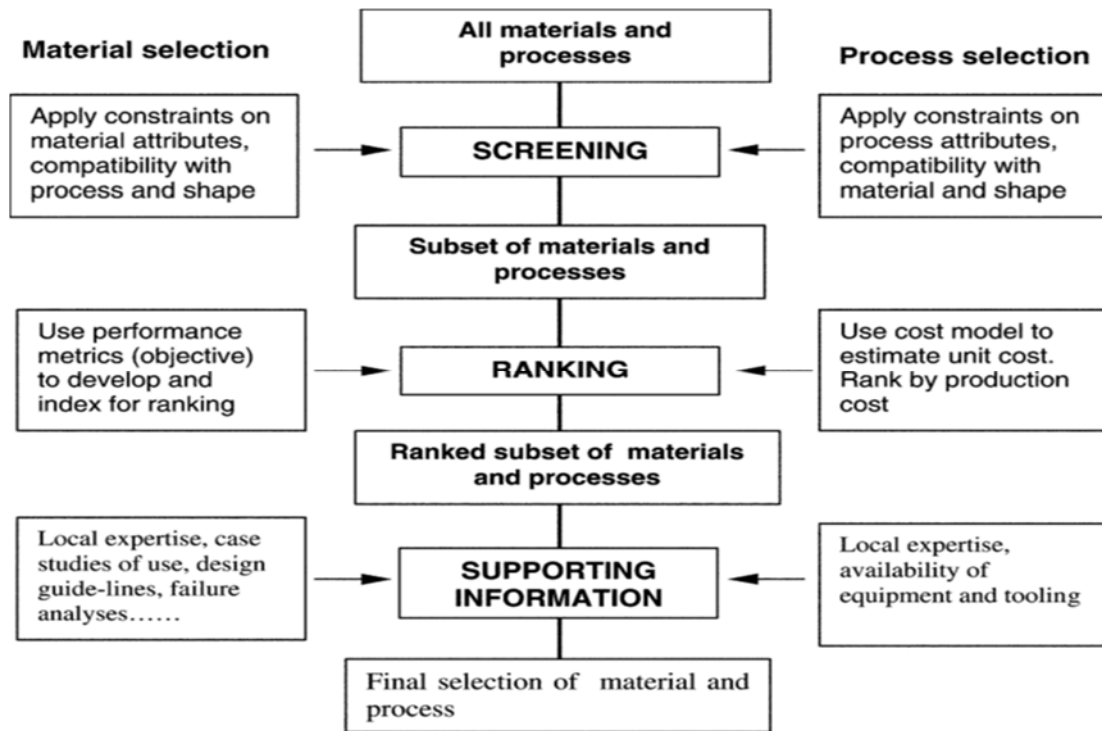 All materials and
processes
Material selection
Process selection
Apply constraints on
material attributes,
compatibility with
process and shape
SCREENING
Apply constraints on
process attributes,
compatibility with
material and shape
Subset of materials and
processes
Use performance
metrics (objective)
to develop and
index for ranking
RANKING
Use cost model to
estimate unit cost.
Rank by production
cost
Ranked subset of materials
and processes
Local expertise, case
studies of use, design
guide-lines, failure
analyses......
SUPPORTING
INFORMATION
Local expertise,
availability of
equipment and tooling
Final selection of material and
process